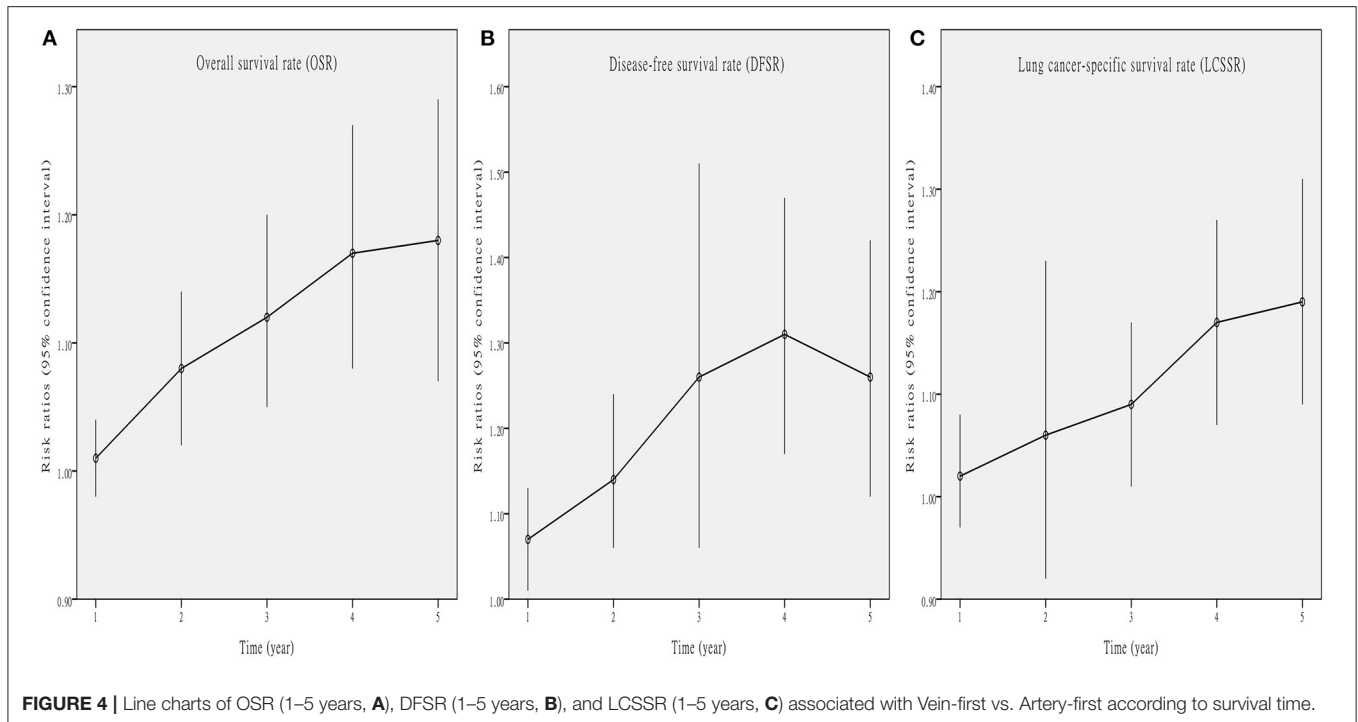 A
Overall survival rate (OSR)
Risk ratios (95% confidence interval)
1.30
1.20
1.10
1.00
0.90
1 2 3 4 5
Time (year)
B
Disease-free survival rate (DFSR)
Risk ratios (95% confidence interval)
1.60
1.50
1.40
1.30
1.20
1.10
1.00
1 2 3 4 5
Time (year)
C
Lung cancer-specific survival rate (LCSSR)
Risk ratios (95% confidence interval)
1.40
1.30
1.20
1.10
1.00
0.90
1 2 3 4 5
Time (year)
FIGURE 4 | Line charts of OSR (1–5 years, A), DFSR (1–5 years, B), and LCSSR (1–5 years, C) associated with Vein-first vs. Artery-first according to survival time.